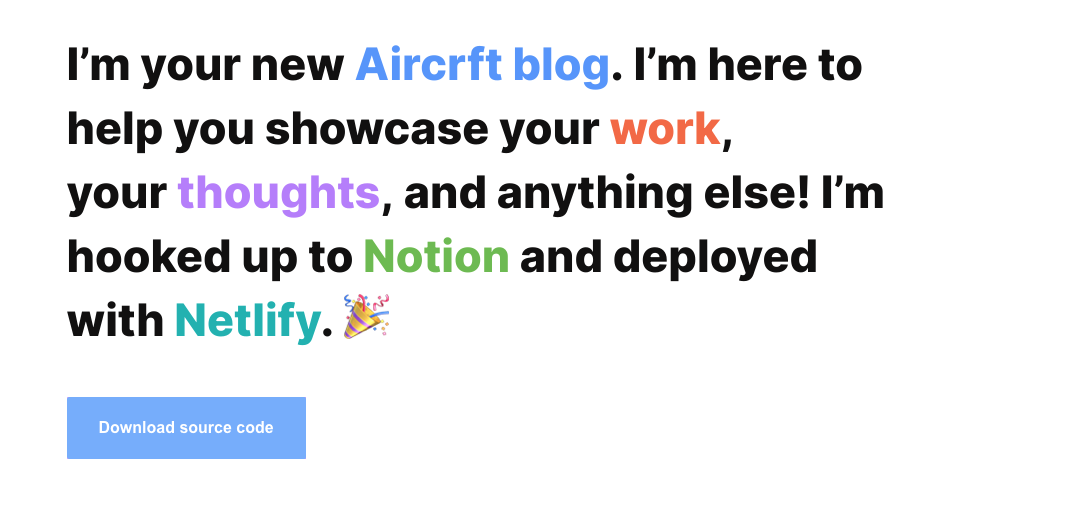 I’m your new Aircrft blog. I’m here to
help you showcase your work,
your thoughts, and anything else! I’m
hooked up to Notion and deployed
with Netlify. 🎉
Download source code